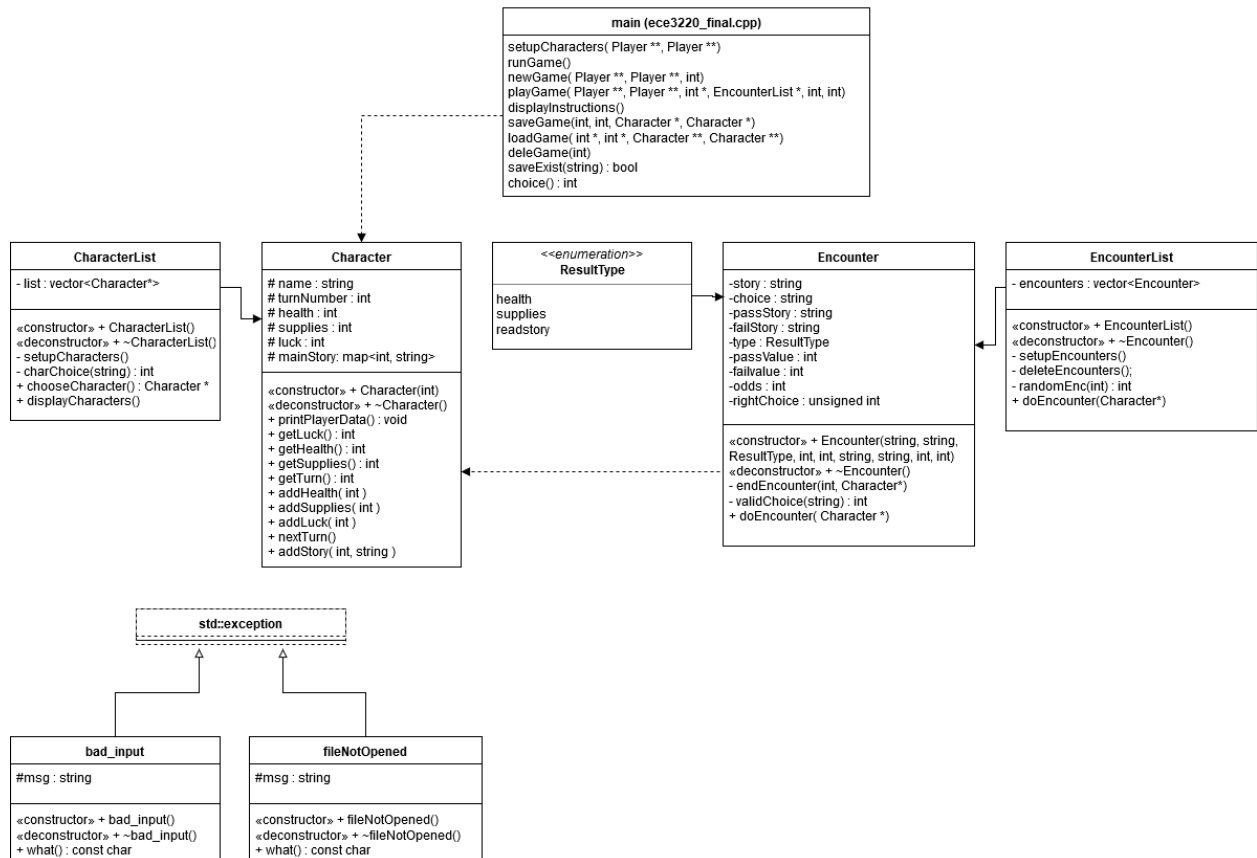 main (ece3220_final.cpp)
setupCharacters( Player **, Player **)
runGame()
newGame( Player **, Player **, int)
playGame( Player **, Player **, int *, EncounterList *, int, int)
displayInstructions()
saveGame(int, int, Character *, Character *)
loadGame( int *, int *, Character **, Character **)
deleGame(int)
saveExist(string) : bool
choice() : int
CharacterList
- list : vector<Character*>
«constructor» + CharacterList()
«deconstructor» + ~CharacterList()
- setupCharacters()
- charChoice(string) : int
+ chooseCharacter() : Character *
+ displayCharacters()
Character
# name : string
# turnNumber : int
# health : int
# supplies : int
# luck : int
# mainStory: map<int, string>
«constructor» + Character(int)
«deconstructor» + ~Character()
+ printPlayerData() : void
+ getLuck() : int
+ getHealth() : int
+ getSupplies() : int
+ getTurn() : int
+ addHealth( int )
+ addSupplies( int )
+ addLuck( int )
+ nextTurn()
+ addStory( int, string )
<<enumeration>>
ResultType
health
supplies
readstory
Encounter
-story : string
-choice : string
-passStory : string
-failStory : string
-type : ResultType
-passValue : int
-failvalue : int
-odds : int
-rightChoice : unsigned int
«constructor» + Encounter(string, string,
ResultType, int, int, string, string, int, int)
«deconstructor» + ~Encounter()
- endEncounter(int, Character*)
- validChoice(string) : int
+ doEncounter( Character *)
EncounterList
- encounters : vector<Encounter>
«constructor» + EncounterList()
«deconstructor» + ~Encounter()
- setupEncounters()
- deleteEncounters();
- randomEnc(int) : int
+ doEncounter(Character*)
std::exception
bad_input
#msg : string
«constructor» + bad_input()
«deconstructor» + ~bad_input()
+ what() : const char
fileNotOpened
#msg : string
«constructor» + fileNotOpened()
«deconstructor» + ~fileNotOpened()
+ what() : const char